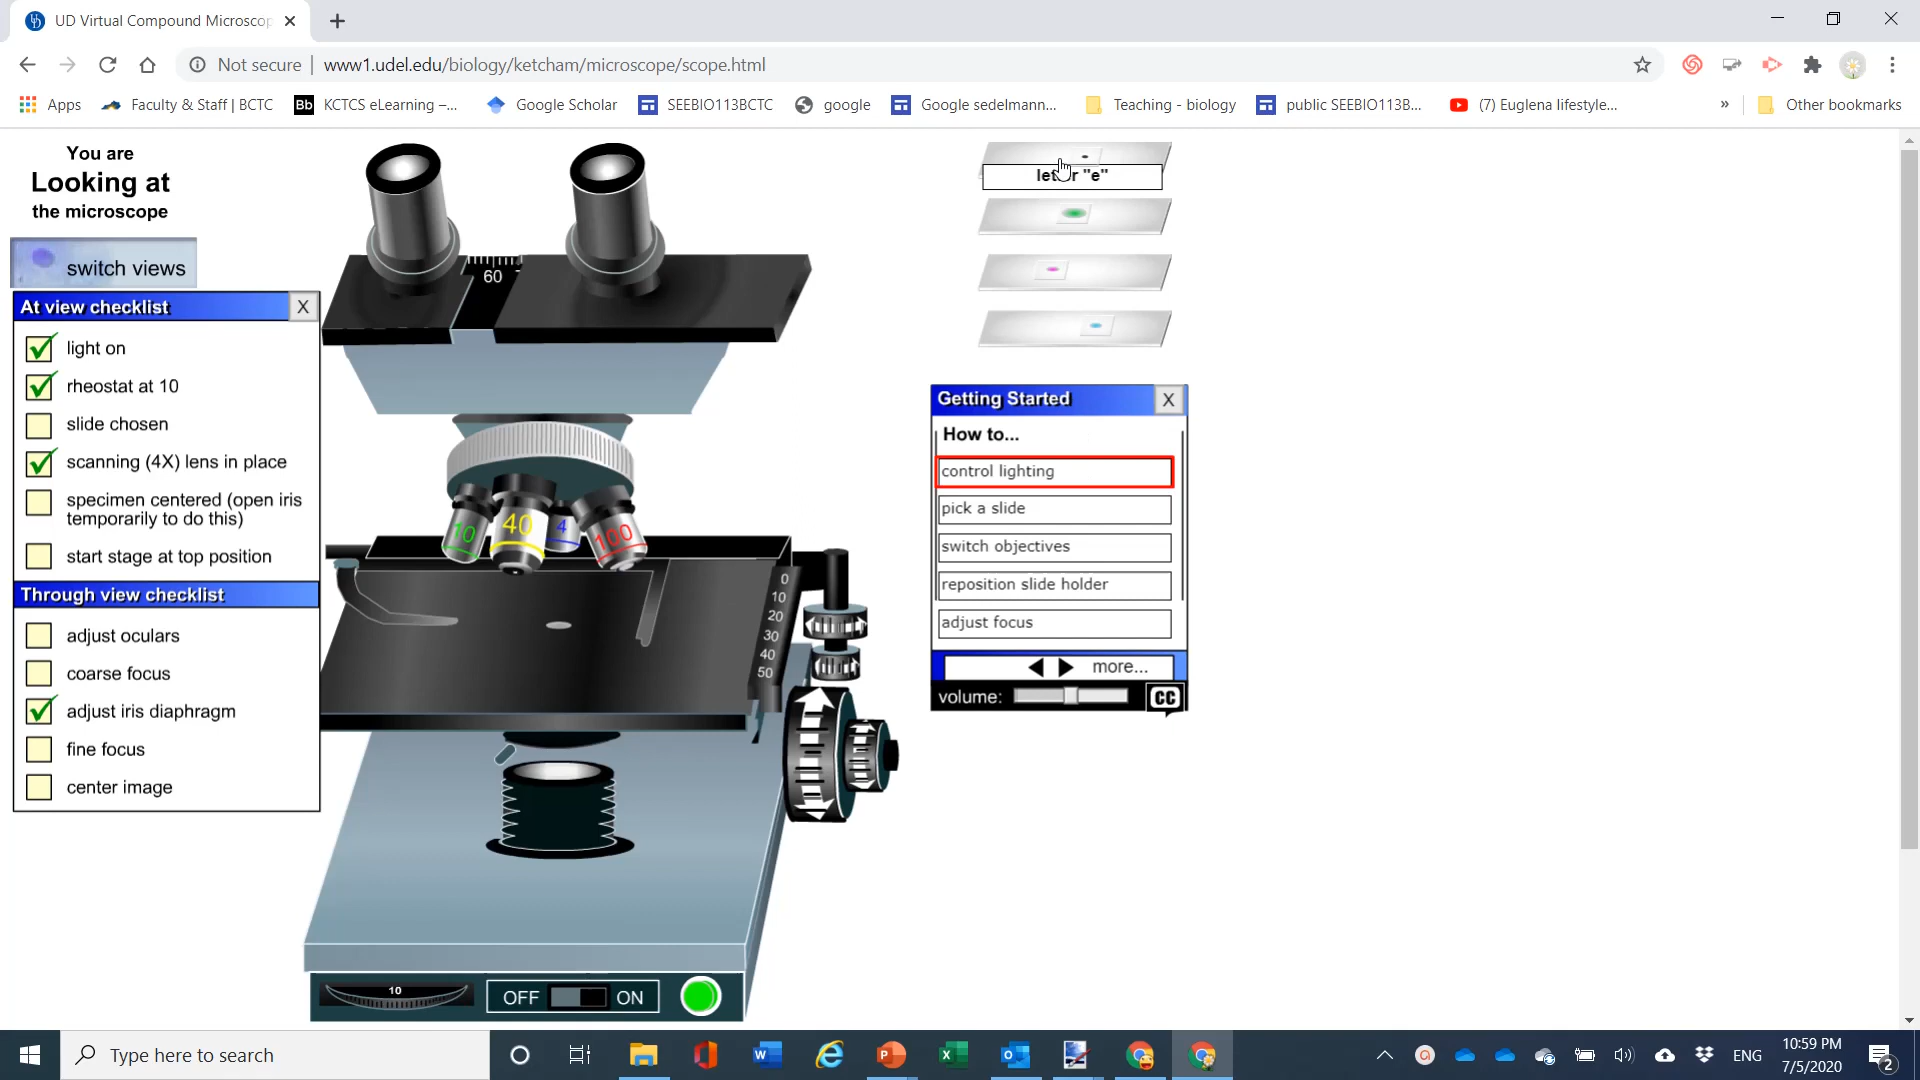 UD Virtual Compound Microscop
Not secure
www1.udel.edu/biology/ketcham/microscope/scope.html
Apps
Faculty & Staff | BCTC
Bb
KCTCS eLearning –...
Google Scholar
SEEBIO113BCTC
google
Google sedelmann...
Teaching - biology
public SEEBIO113B...
(7) Euglena lifestyle...
»
Other bookmarks
You are
Looking at
the microscope
switch views
At view checklist
X
light on
rheostat at 10
slide chosen
scanning (4X) lens in place
specimen centered (open iris
temporarily to do this)
start stage at top position
Through view checklist
adjust oculars
coarse focus
adjust iris diaphragm
fine focus
center image
60
10
40
4
100
0
10
20
30
40
50
10
OFF
ON
"e"
Getting Started
X
How to...
control lighting
pick a slide
switch objectives
reposition slide holder
adjust focus
more...
volume:
CC
Type here to search
ENG
10:59 PM
7/5/2020
2